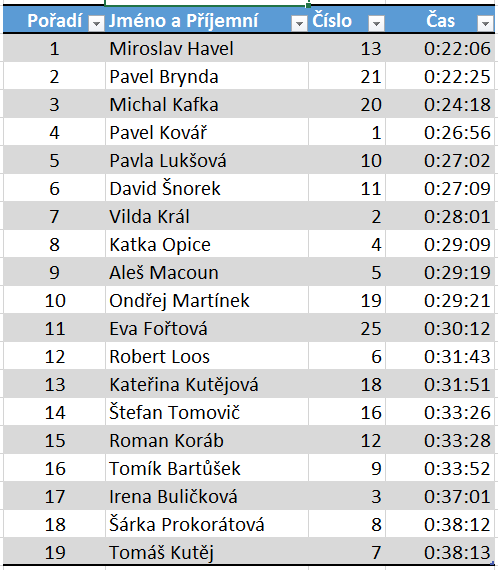 Pořadí Jméno a Příjemní Číslo Čas
1 Miroslav Havel 13 0:22:06
2 Pavel Brynda 21 0:22:25
3 Michal Kafka 20 0:24:18
4 Pavel Kovář 1 0:26:56
5 Pavla Lukšová 10 0:27:02
6 David Šnorek 11 0:27:09
7 Vilda Král 2 0:28:01
8 Katka Opice 4 0:29:09
9 Aleš Macoun 5 0:29:19
10 Ondřej Martínek 19 0:29:21
11 Eva Fořtová 25 0:30:12
12 Robert Loos 6 0:31:43
13 Kateřina Kutějová 18 0:31:51
14 Štefan Tomovič 16 0:33:26
15 Roman Koráb 12 0:33:28
16 Tomík Bartůšek 9 0:33:52
17 Irena Buličková 3 0:37:01
18 Šárka Prokorátová 8 0:38:12
19 Tomáš Kutěj 7 0:38:13